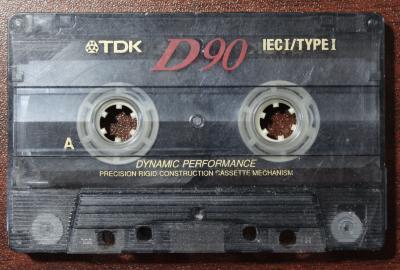 TDK D90 IEC I/TYPE I
A
DYNAMIC PERFORMANCE
PRECISION RIGID CONSTRUCTION CASSETTE MECHANISM